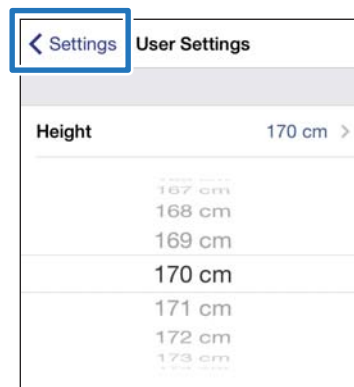 Settings User Settings
Height 170 cm
167 cm
168 cm
169 cm
170 cm
171 cm
172 cm
173 cm